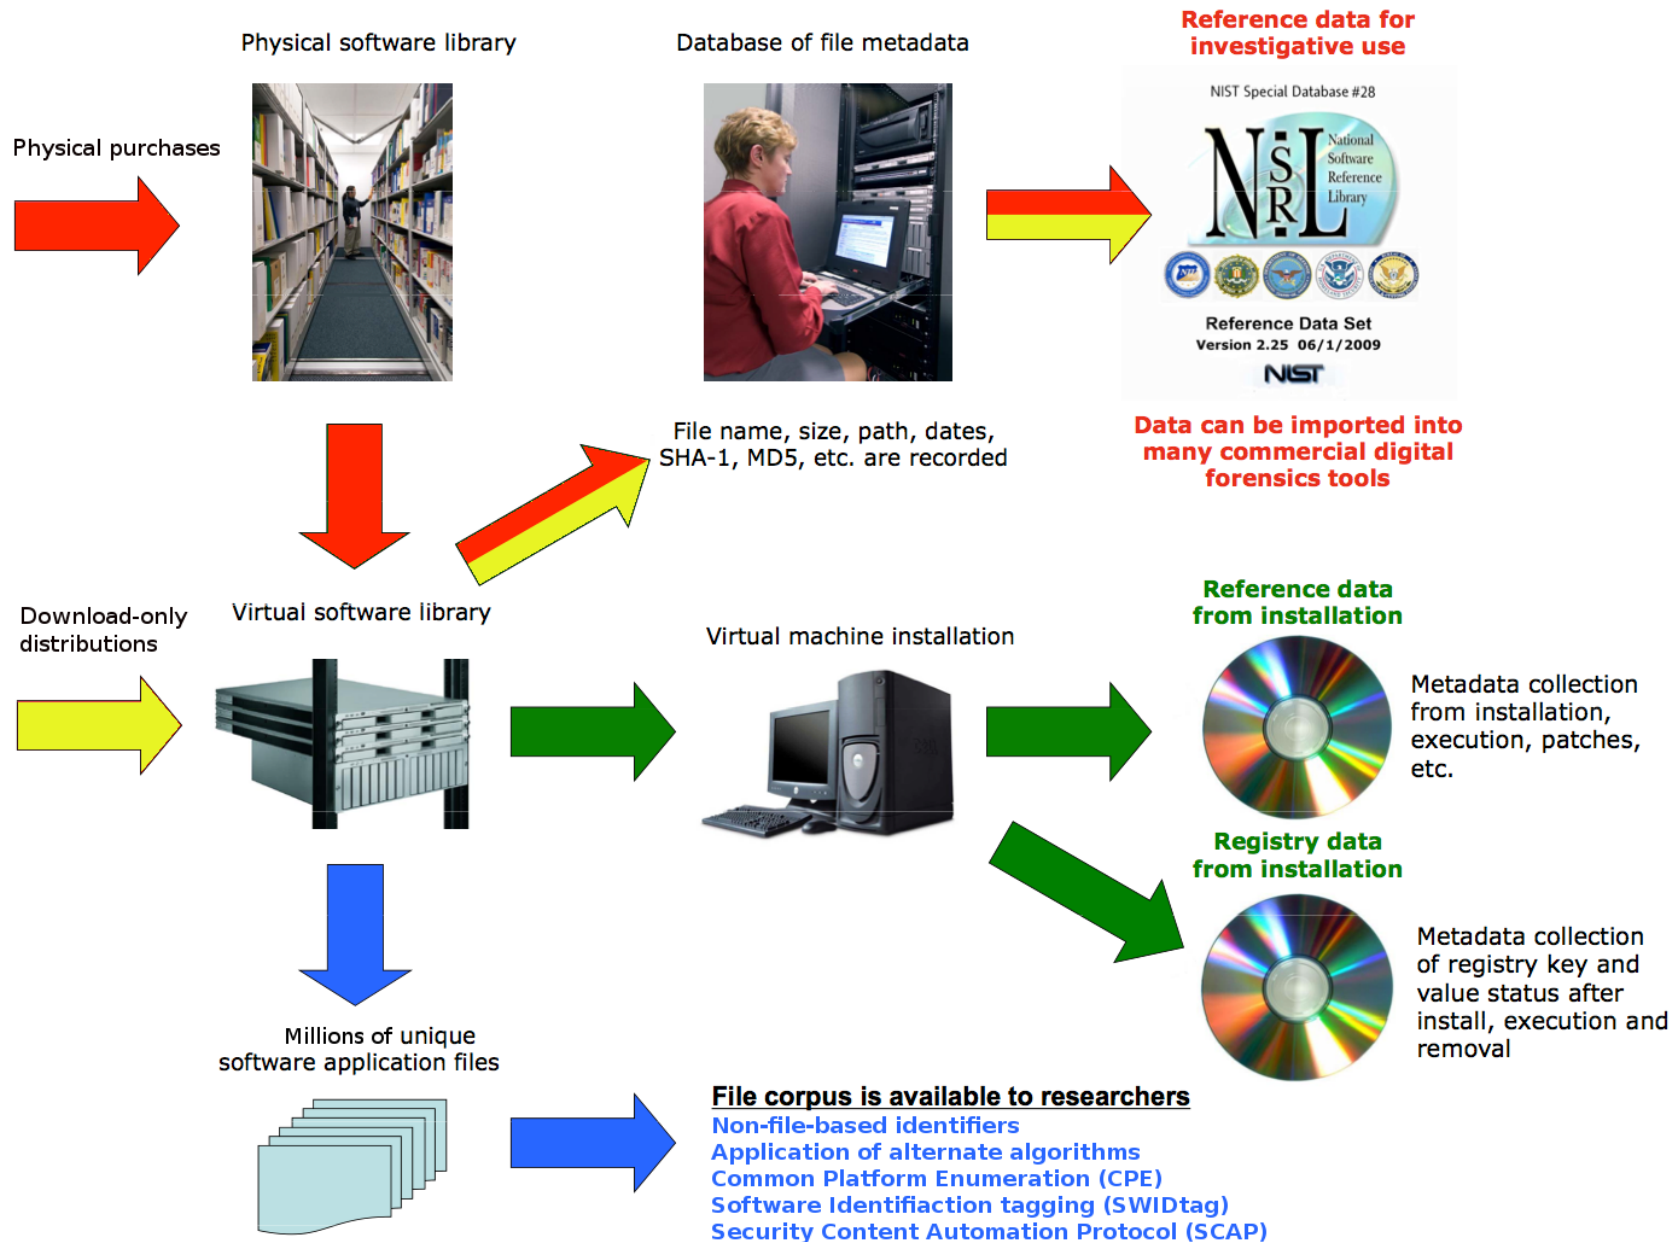 Physical software library
Database of file metadata
Reference data for
investigative use
NIST Special Database #28
Physical purchases
NSRL
National
Software
Reference
Library
Reference Data Set
Version 2.25 06/1/2009
NIST
File name, size, path, dates,
SHA-1, MD5, etc. are recorded
Data can be imported into
many commercial digital
forensics tools
Download-only
distributions
Virtual software library
Virtual machine installation
Reference data
from installation
Metadata collection
from installation,
execution, patches,
etc.
Registry data
from installation
Metadata collection
of registry key and
value status after
install, execution and
removal
Millions of unique
software application files
File corpus is available to researchers
Non-file-based identifiers
Application of alternate algorithms
Common Platform Enumeration (CPE)
Software Identifiaction tagging (SWIDtag)
Security Content Automation Protocol (SCAP)